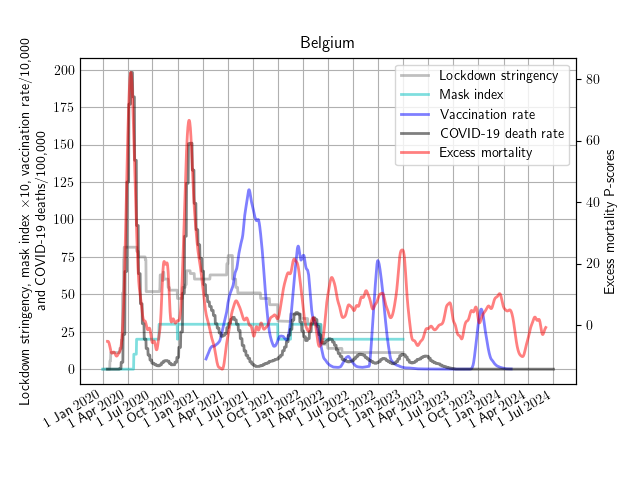 Belgium
Lockdown stringency, mask index ×10, vaccination rate/10,000
and COVID-19 deaths/100,000
200
175
150
125
100
75
50
25
0
Lockdown stringency
Mask index
Vaccination rate
COVID-19 death rate
Excess mortality
80
60
40
20
0
Excess mortality P-scores
1 Jan 2020
1 Apr 2020
1 Jul 2020
1 Oct 2020
1 Jan 2021
1 Apr 2021
1 Jul 2021
1 Oct 2021
1 Jan 2022
1 Apr 2022
1 Jul 2022
1 Oct 2022
1 Jan 2023
1 Apr 2023
1 Jul 2023
1 Oct 2023
1 Jan 2024
1 Apr 2024
1 Jul 2024